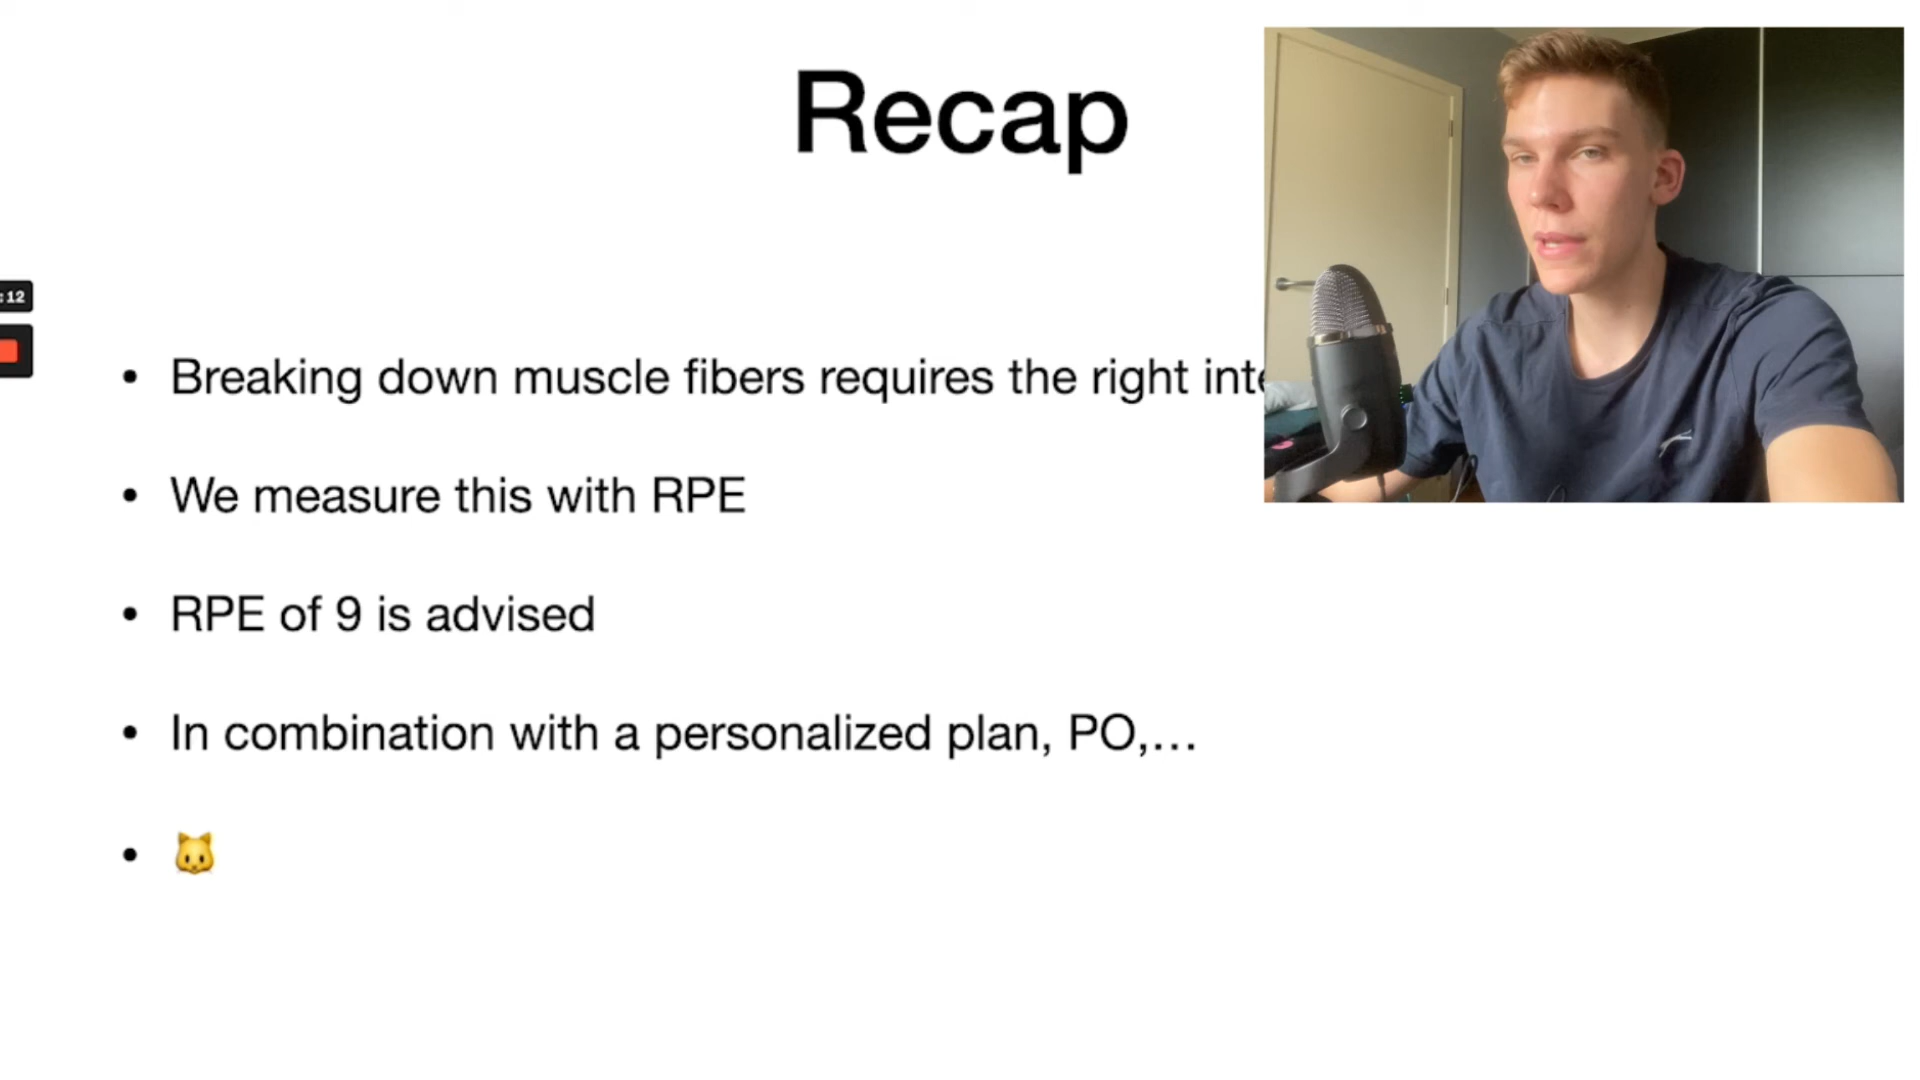 Recap
:12
• Breaking down muscle fibers requires the right
• We measure this with RPE
• RPE of 9 is advised
• In combination with a personalized plan, PO,...
• 🐱